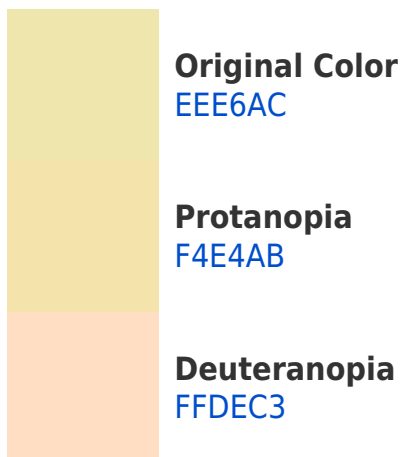 Original Color
EEE6AC
Protanopia
F4E4AB
Deuteranopia
FFDEC3